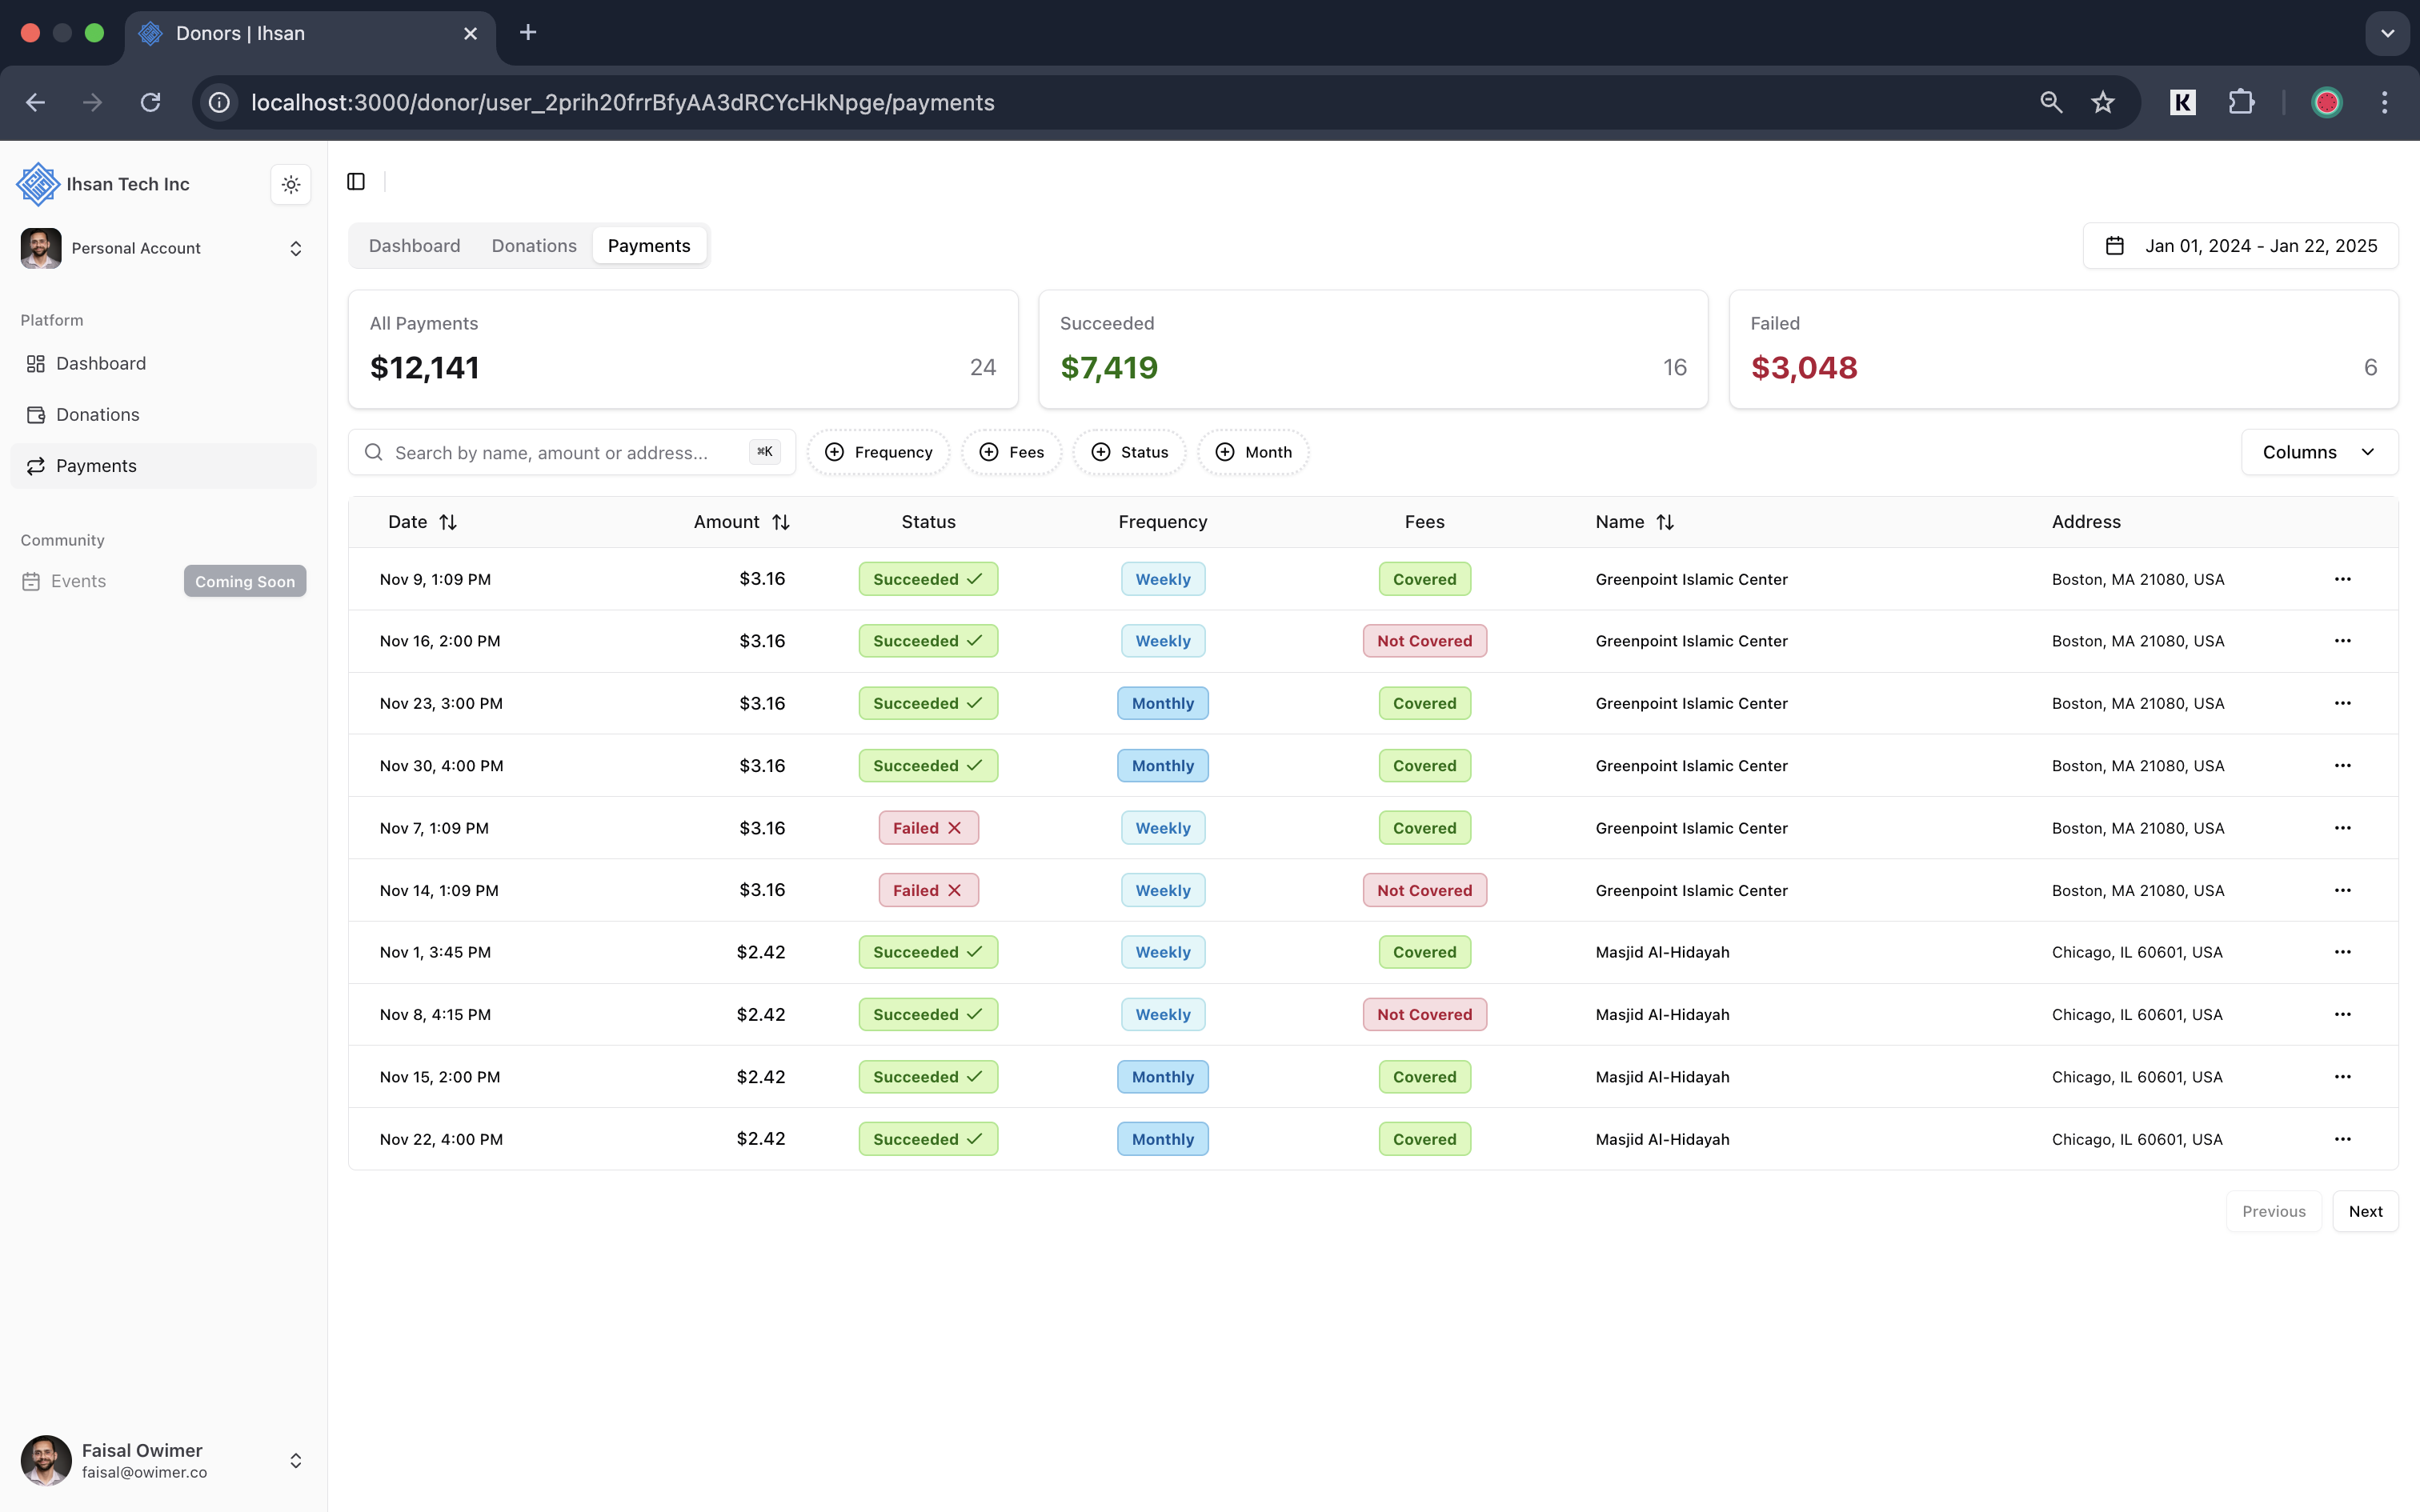 Donors | Ihsan
localhost:3000/donor/user_2prih20frrBfyAA3dRCYcHkNpge/payments
K
Ihsan Tech Inc
Personal Account
Platform
Dashboard
Donations
Payments
Community
Events Coming Soon
Faisal Owimer
faisal@owimer.co
Dashboard Donations Payments
Jan 01, 2024 - Jan 22, 2025
All Payments
$12,141 24
Succeeded
$7,419 16
Failed
$3,048 6
Search by name, amount or address... ⌘K Frequency Fees Status Month Columns
Date Amount Status Frequency Fees Name Address
Nov 9, 1:09 PM $3.16 Succeeded Weekly Covered Greenpoint Islamic Center Boston, MA 21080, USA
Nov 16, 2:00 PM $3.16 Succeeded Weekly Not Covered Greenpoint Islamic Center Boston, MA 21080, USA
Nov 23, 3:00 PM $3.16 Succeeded Monthly Covered Greenpoint Islamic Center Boston, MA 21080, USA
Nov 30, 4:00 PM $3.16 Succeeded Monthly Covered Greenpoint Islamic Center Boston, MA 21080, USA
Nov 7, 1:09 PM $3.16 Failed Weekly Covered Greenpoint Islamic Center Boston, MA 21080, USA
Nov 14, 1:09 PM $3.16 Failed Weekly Not Covered Greenpoint Islamic Center Boston, MA 21080, USA
Nov 1, 3:45 PM $2.42 Succeeded Weekly Covered Masjid Al-Hidayah Chicago, IL 60601, USA
Nov 8, 4:15 PM $2.42 Succeeded Weekly Not Covered Masjid Al-Hidayah Chicago, IL 60601, USA
Nov 15, 2:00 PM $2.42 Succeeded Monthly Covered Masjid Al-Hidayah Chicago, IL 60601, USA
Nov 22, 4:00 PM $2.42 Succeeded Monthly Covered Masjid Al-Hidayah Chicago, IL 60601, USA
Previous Next